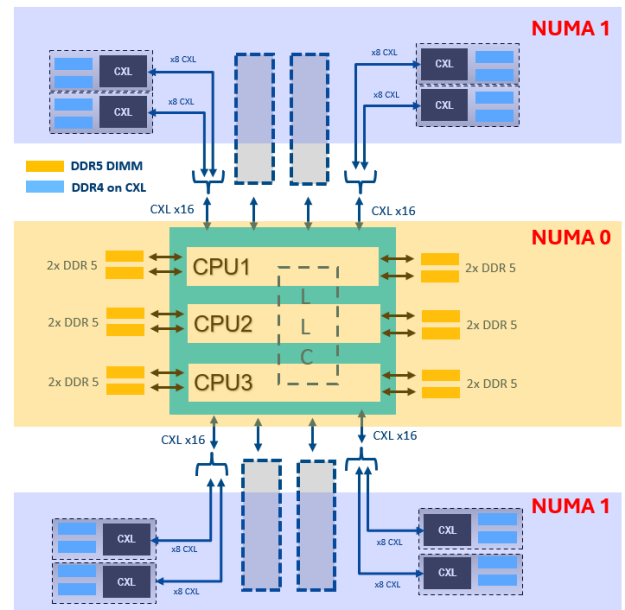 NUMA 1
CXL
x8 CXL
x8 CXL
CXL
CXL
x8 CXL
x8 CXL
CXL
DDR5 DIMM
DDR4 on CXL
CXL x16
CXL x16
NUMA 0
2x DDR 5
CPU1
2x DDR 5
L
2x DDR 5
CPU2
L
2x DDR 5
C
2x DDR 5
CPU3
2x DDR 5
CXL x16
CXL x16
NUMA 1
CXL
x8 CXL
x8 CXL
CXL
CXL
x8 CXL
x8 CXL
CXL